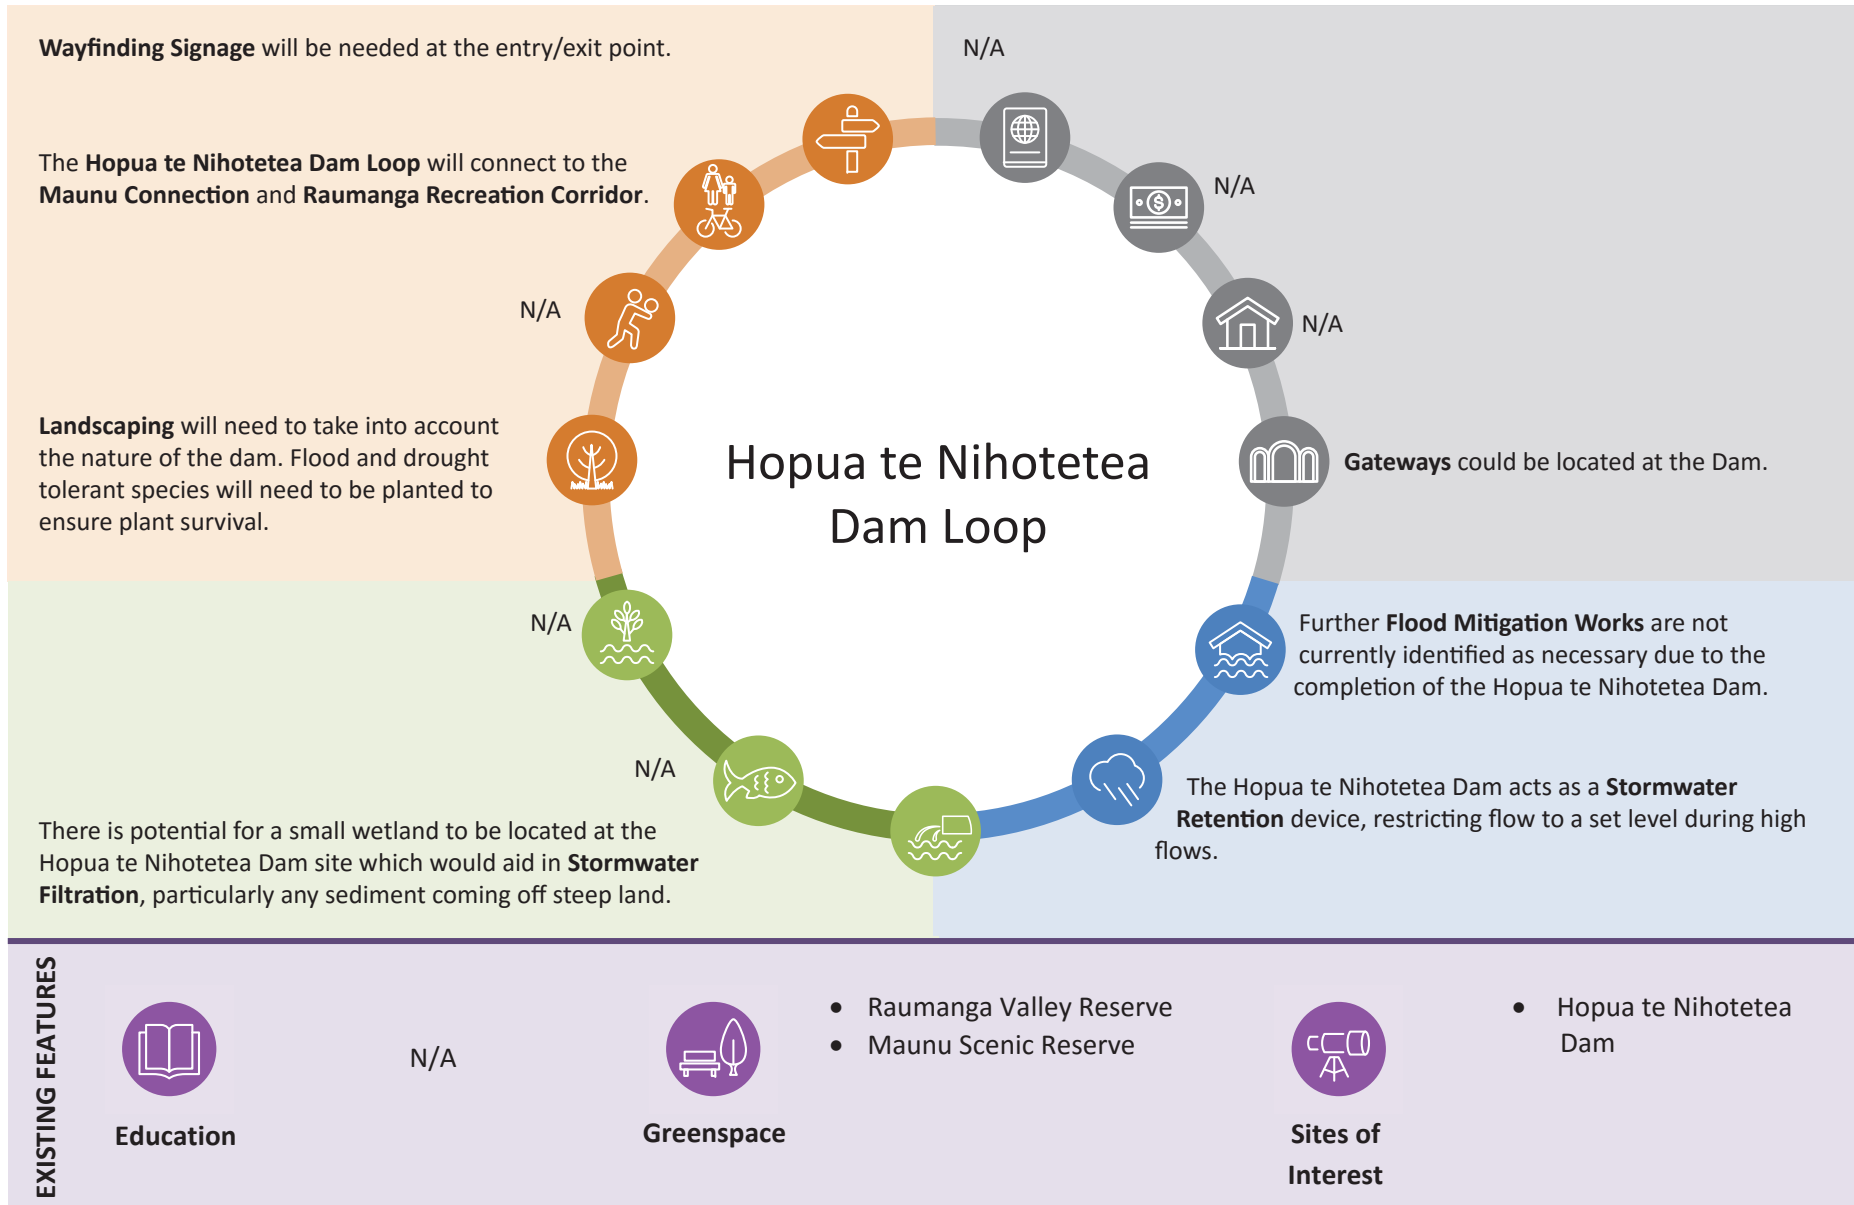 Wayfinding Signage will be needed at the entry/exit point.
The Hopua te Nihotetea Dam Loop will connect to the
Maunu Connection and Raumanga Recreation Corridor.
N/A
Landscaping will need to take into account
the nature of the dam. Flood and drought
tolerant species will need to be planted to
ensure plant survival.
N/A
N/A
N/A
Gateways could be located at the Dam.
Hopua te Nihotetea
Dam Loop
N/A
N/A
There is potential for a small wetland to be located at the
Hopua te Nihotetea Dam site which would aid in Stormwater
Filtration, particularly any sediment coming off steep land.
Further Flood Mitigation Works are not
currently identified as necessary due to the
completion of the Hopua te Nihotetea Dam.
The Hopua te Nihotetea Dam acts as a Stormwater
Retention device, restricting flow to a set level during high
flows.
EXISTING FEATURES
Education
N/A
Greenspace
• Raumanga Valley Reserve
• Maunu Scenic Reserve
Sites of
Interest
• Hopua te Nihotetea
Dam